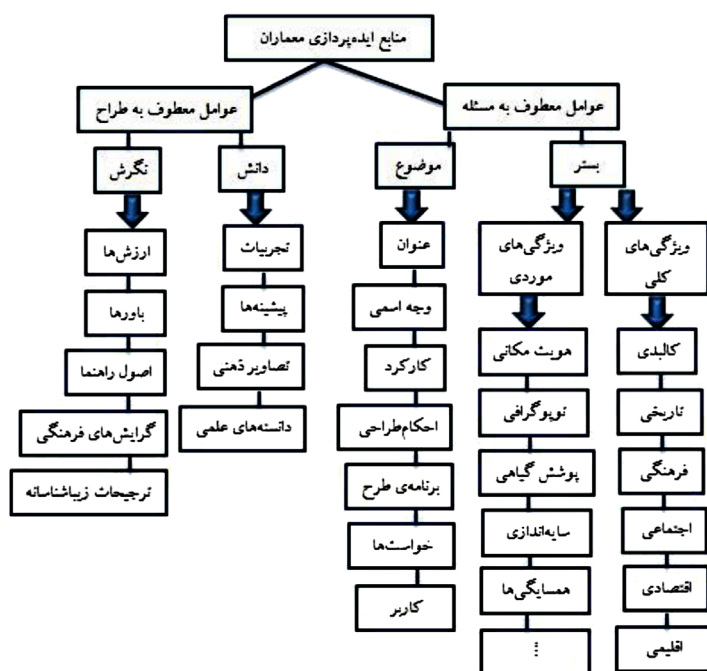 منابع ایده‌پردازی معماران
عوامل معطوف به مسئله
عوامل معطوف به طراح
بستر
موضوع
دانش
نگرش
ویژگی‌های
کلی
کالبدی
تاریخی
فرهنگی
اجتماعی
اقتصادی
اقلیمی
ویژگی‌های
موردی
هویت مکانی
توپوگرافی
پوشش گیاهی
سایه‌اندازی
همسایگی‌ها
⋮
عنوان
وجه اسمی
کارکرد
احکام‌طراحی
برنامه‌ی طرح
خواست‌ها
کاربر
تجربیات
پیشینه‌ها
تصاویر ذهنی
دانسته‌های علمی
ارزش‌ها
باورها
اصول راهنما
گرایش‌های فرهنگی
ترجیحات زیباشناسانه